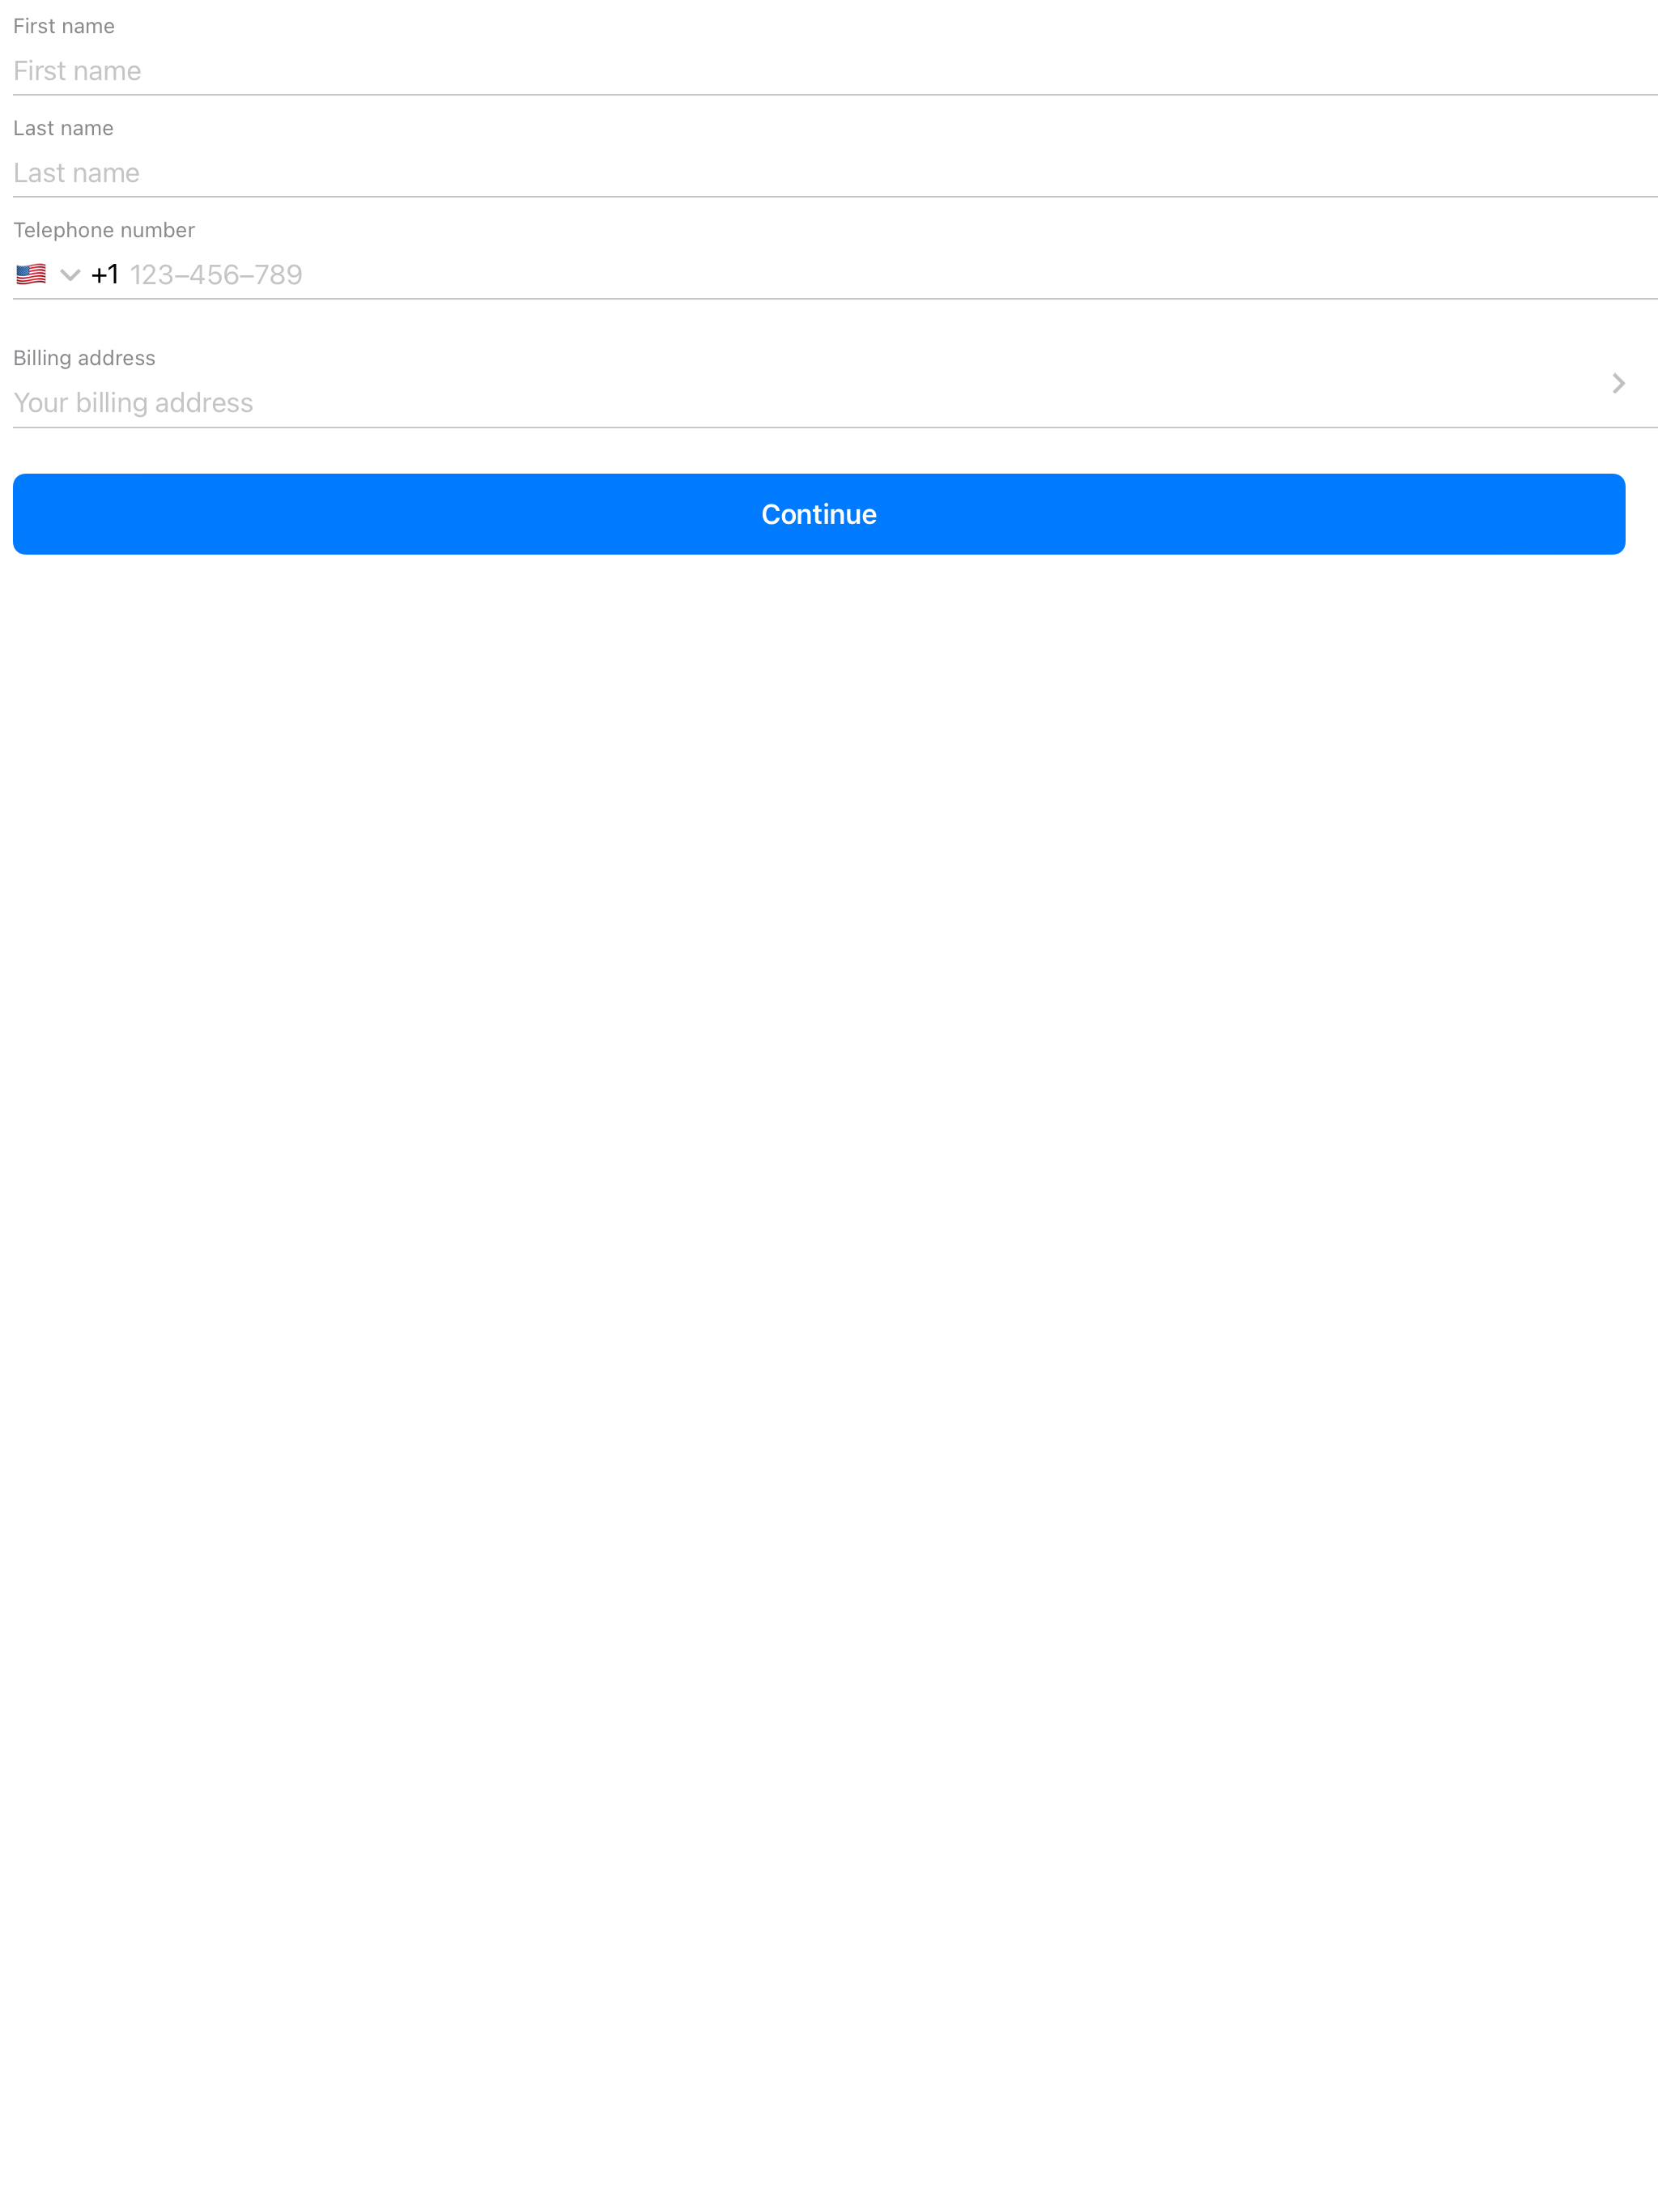 First name
First name
Last name
Last name
Telephone number
+1 123–456–789
Billing address
Your billing address
Continue